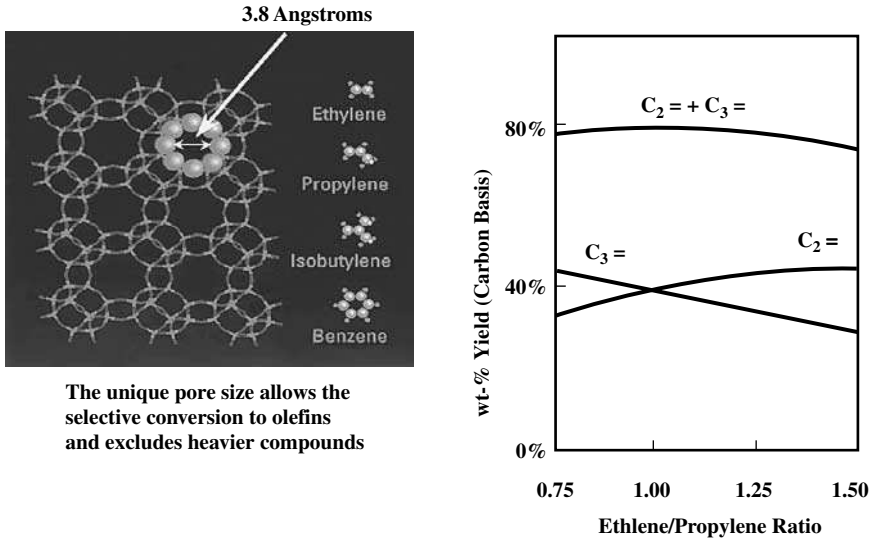 3.8 Angstroms
Ethylene
Propylene
Isobutylene
Benzene
The unique pore size allows the
selective conversion to olefins
and excludes heavier compounds
wt-% Yield (Carbon Basis)
80%
40%
0%
C₂= + C₃=
C₃=
C₂=
0.75 1.00 1.25 1.50
Ethlene/Propylene Ratio